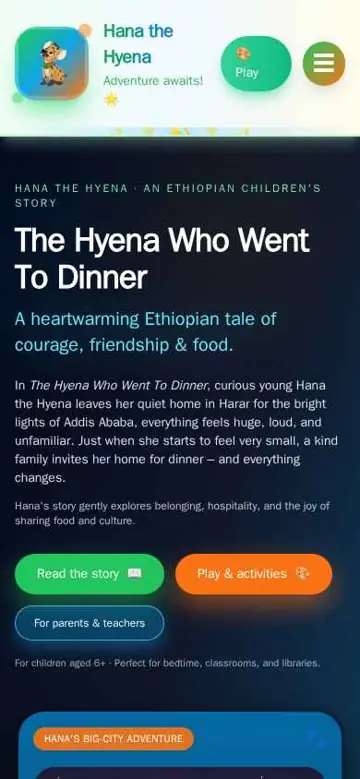 Hana the
Hyena
Adventure awaits!
🌟
🎨
Play
HANA THE HYENA · AN ETHIOPIAN CHILDREN'S
STORY
The Hyena Who Went
To Dinner
A heartwarming Ethiopian tale of
courage, friendship & food.
In The Hyena Who Went To Dinner, curious young Hana
the Hyena leaves her quiet home in Harar for the bright
lights of Addis Ababa, everything feels huge, loud, and
unfamiliar. Just when she starts to feel very small, a kind
family invites her home for dinner — and everything
changes.
Hana's story gently explores belonging, hospitality, and the joy of
sharing food and culture.
Read the story 📖
Play & activities 🎨
For parents & teachers
For children aged 6+ · Perfect for bedtime, classrooms, and libraries.
HANA'S BIG-CITY ADVENTURE